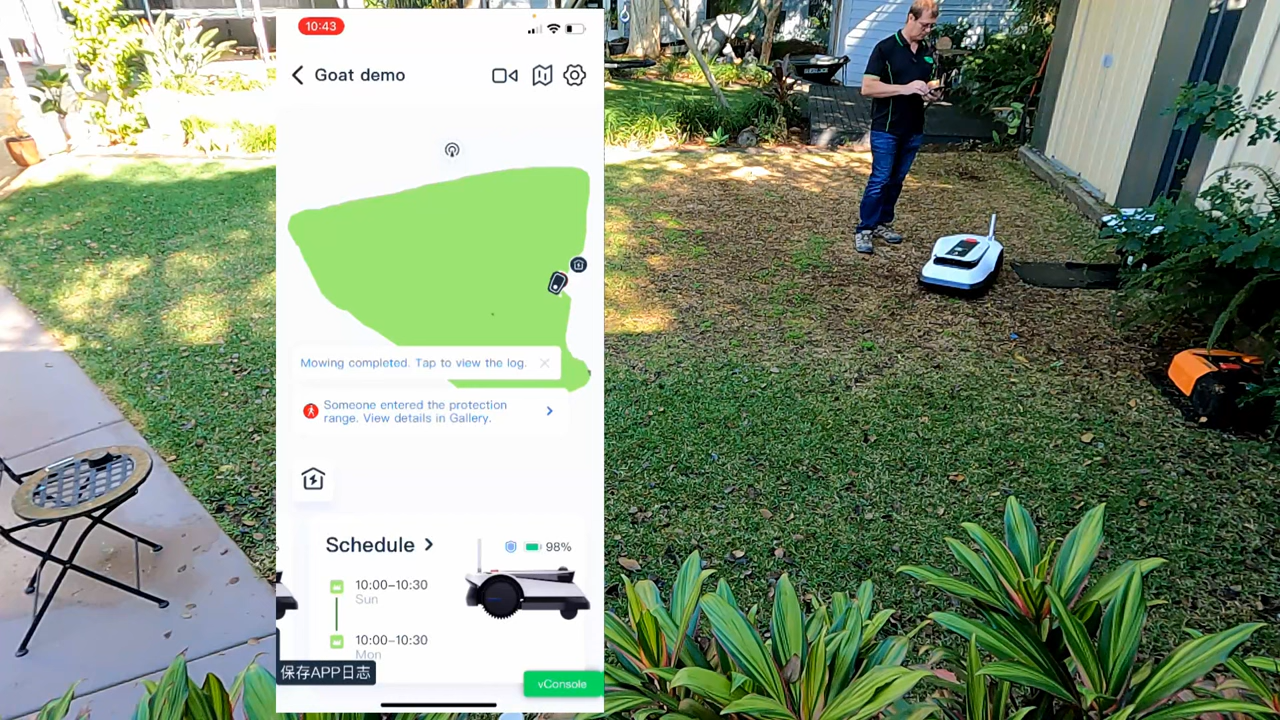 10:43
Goat demo
Mowing completed. Tap to view the log.
Someone entered the protection
range. View details in Gallery.
Schedule
98%
10:00-10:30
Sun
10:00-10:30
Mon
保存APP日志
vConsole